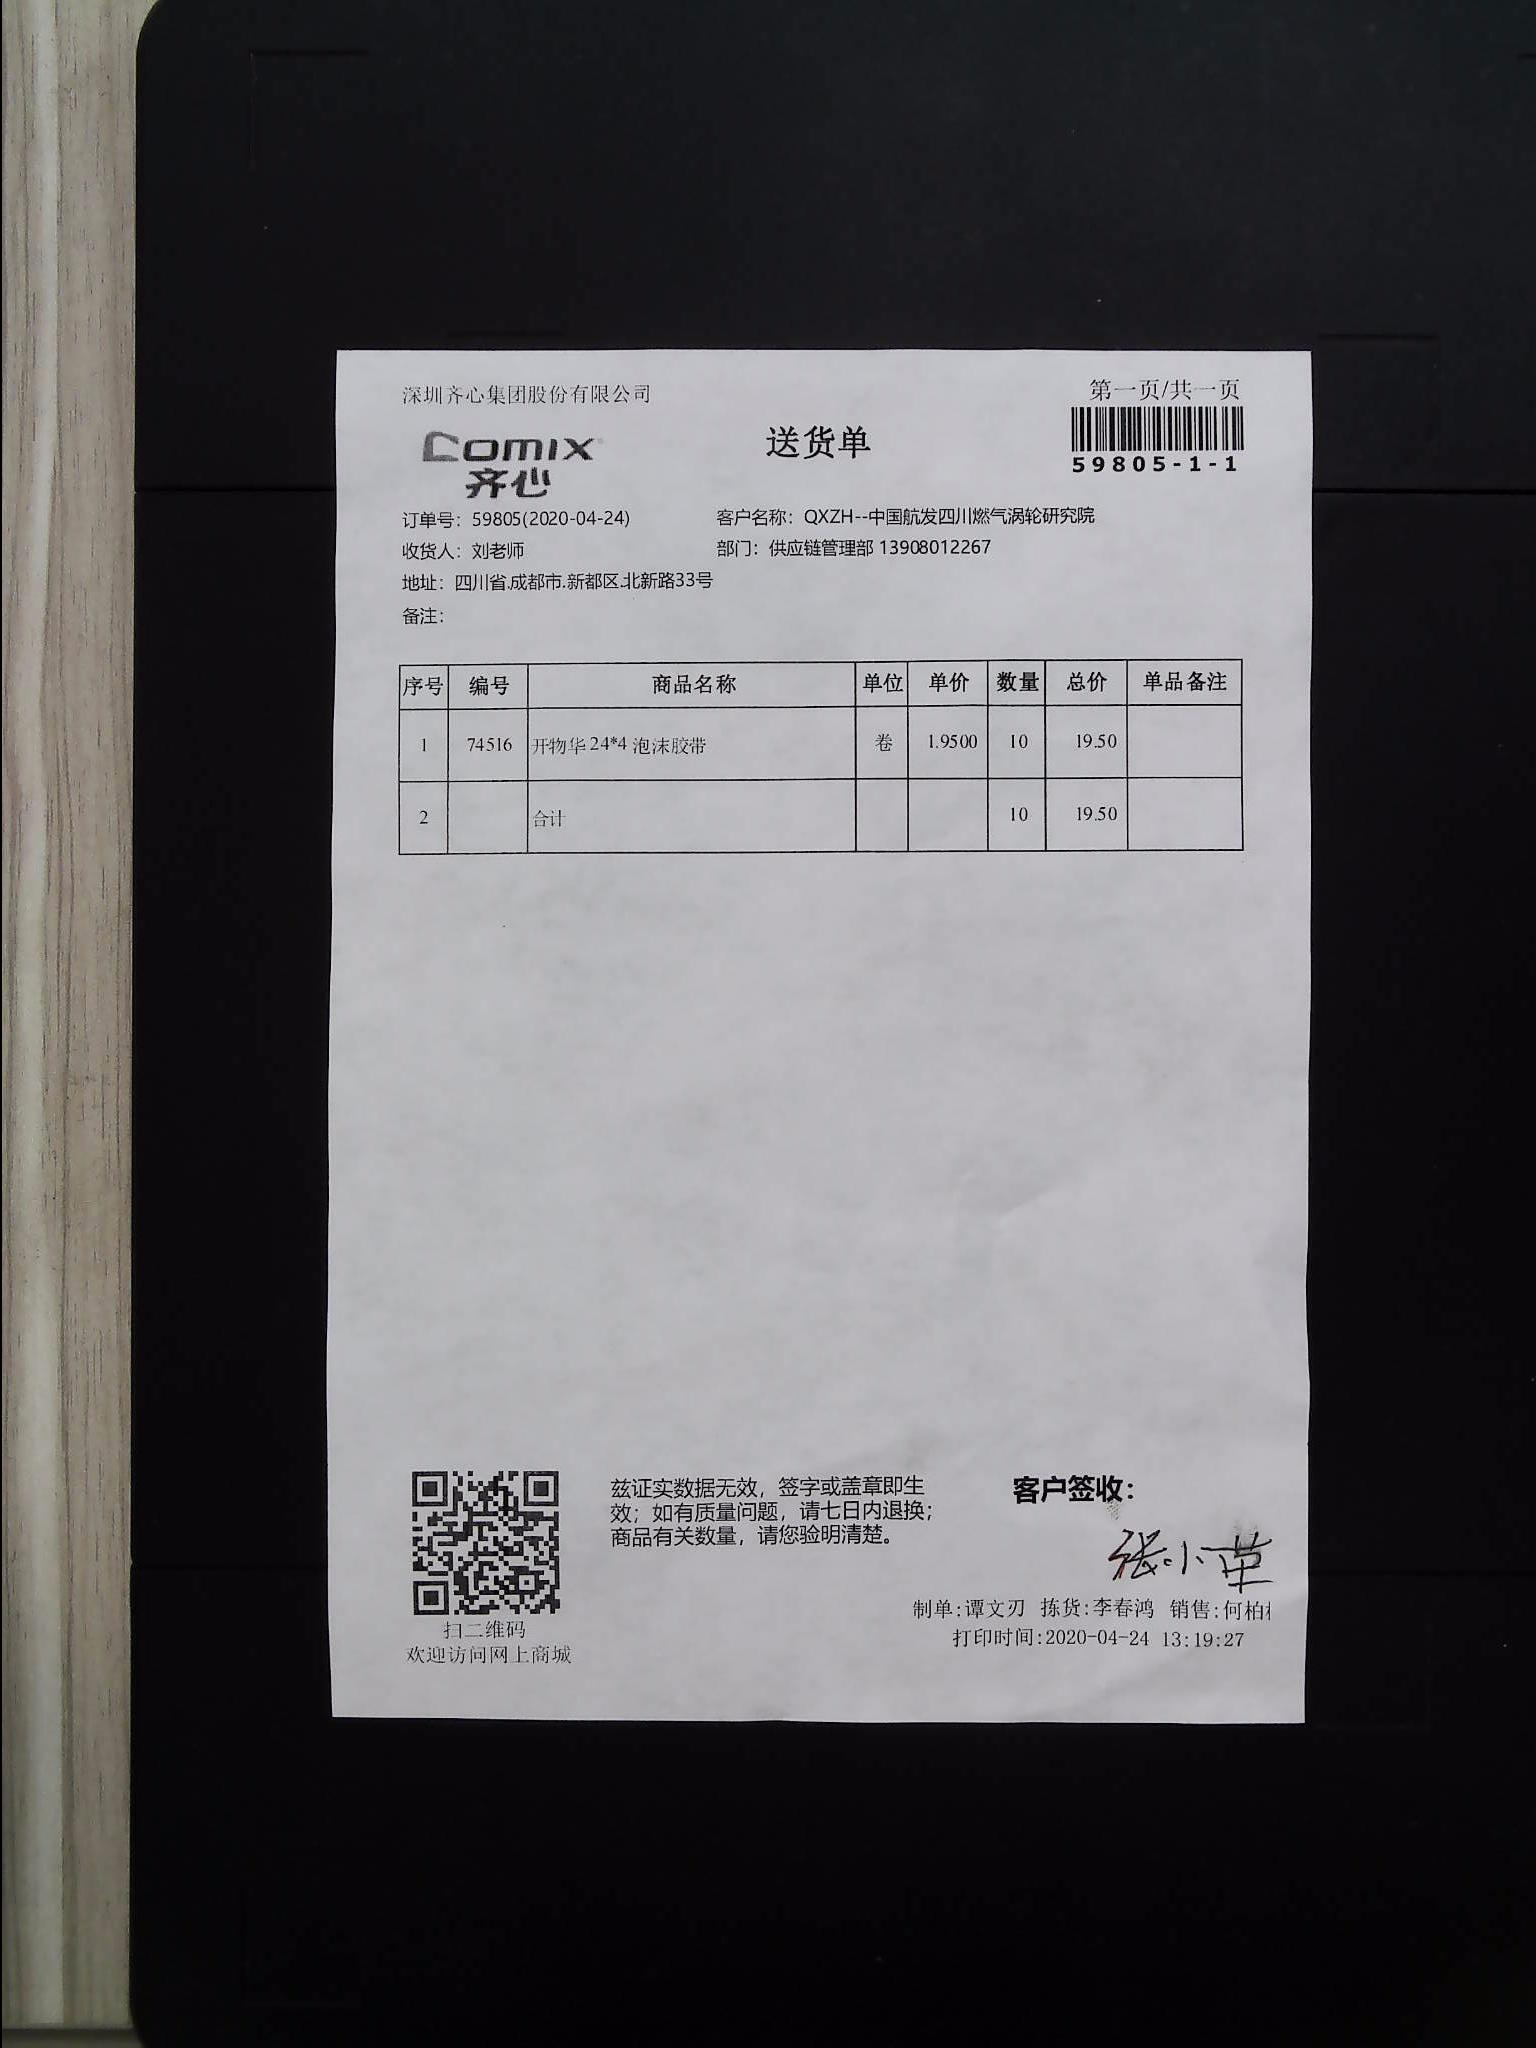 深圳齐心集团股份有限公司
第一页/共一页
comix
齐心
送货单
59805-1-1
订单号：59805(2020-04-24) 客户名称：QXZH--中国航发四川燃气涡轮研究院
收货人：刘老师 部门：供应链管理部 13908012267
地址：四川省.成都市.新都区.北新路33号
备注：
序号 编号 商品名称 单位 单价 数量 总价 单品备注
1 74516 开物华 24*4 泡沫胶带 卷 1.9500 10 19.50
2 合计 10 19.50
兹证实数据无效，签字或盖章即生
效；如有质量问题，请七日内退换；
商品有关数量，请您验明清楚。
客户签收：
张小苹
扫二维码
欢迎访问网上商城
制单:谭文刃 拣货:李春鸿 销售:何柏
打印时间:2020-04-24 13:19:27